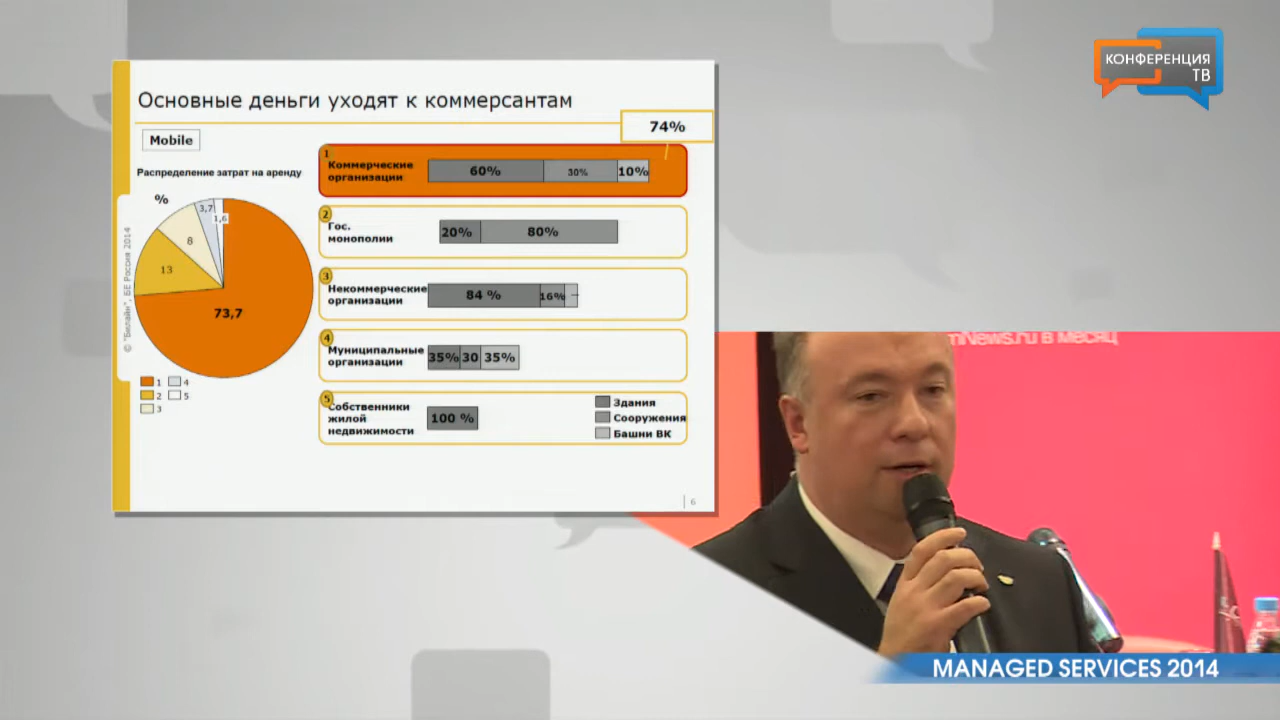 КОНФЕРЕНЦИЯ
ТВ
Основные деньги уходят к коммерсантам
74%
Mobile
Распределение затрат на аренду
%
3,7
1,6
8
13
73,7
1
4
2
5
3
© "Билайн", БЕ Россия 2014
1
Коммерческие
организации
60%
30%
10%
2
Гос.
монополии
20%
80%
3
Некоммерческие
организации
84 %
16%
4
Муниципальные
организации
35%
30
35%
5
Собственники
жилой
недвижимости
100 %
Здания
Сооружения
Башни ВК
6
News.ru в месяц
MANAGED SERVICES 2014